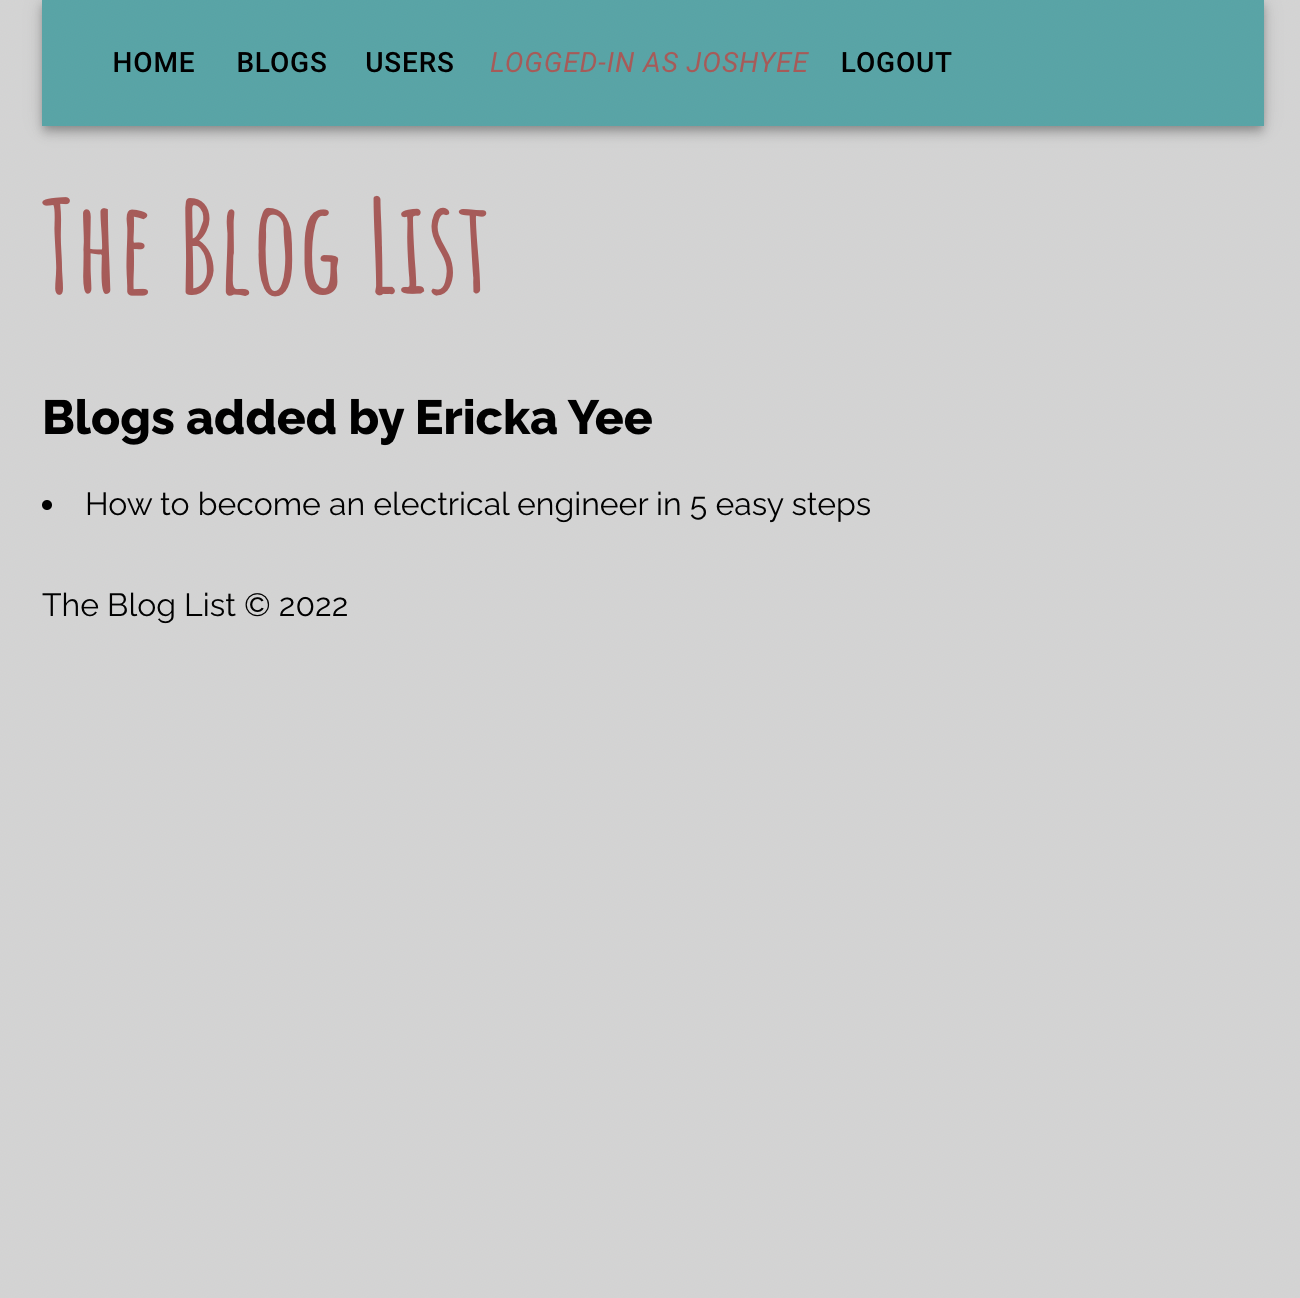 HOME BLOGS USERS LOGGED-IN AS JOSHYEE LOGOUT
The Blog List
Blogs added by Ericka Yee
• How to become an electrical engineer in 5 easy steps
The Blog List © 2022